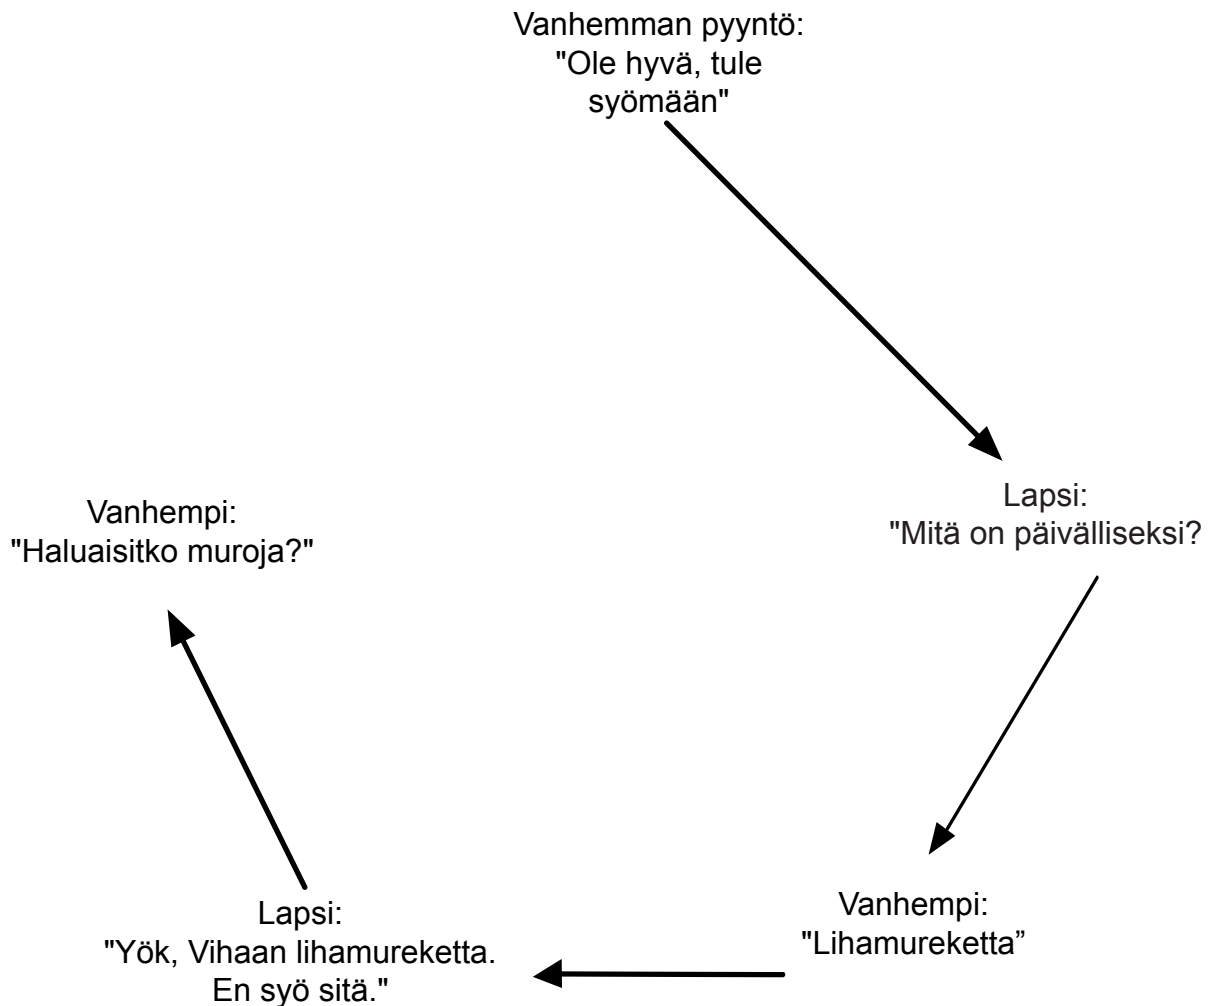 Vanhemman pyyntö:
"Ole hyvä, tule
syömään"
Lapsi:
"Mitä on päivälliseksi?
Vanhempi:
"Lihamureketta”
Lapsi:
"Yök, Vihaan lihamureketta.
En syö sitä."
Vanhempi:
"Haluaisitko muroja?"